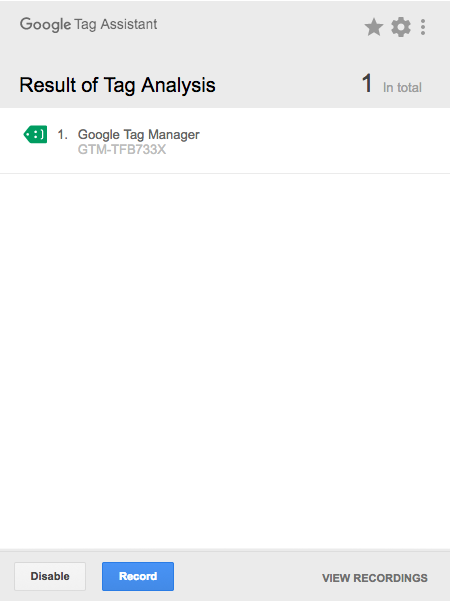 Google Tag Assistant
Result of Tag Analysis 1 In total
:) 1. Google Tag Manager
GTM-TFB733X
Disable Record VIEW RECORDINGS